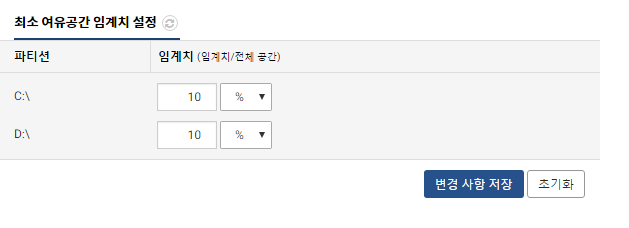 최소 여유공간 임계치 설정
파티션 임계치 (임계치/전체 공간)
C:\ 10 % ▼
D:\ 10 % ▼
변경 사항 저장 초기화